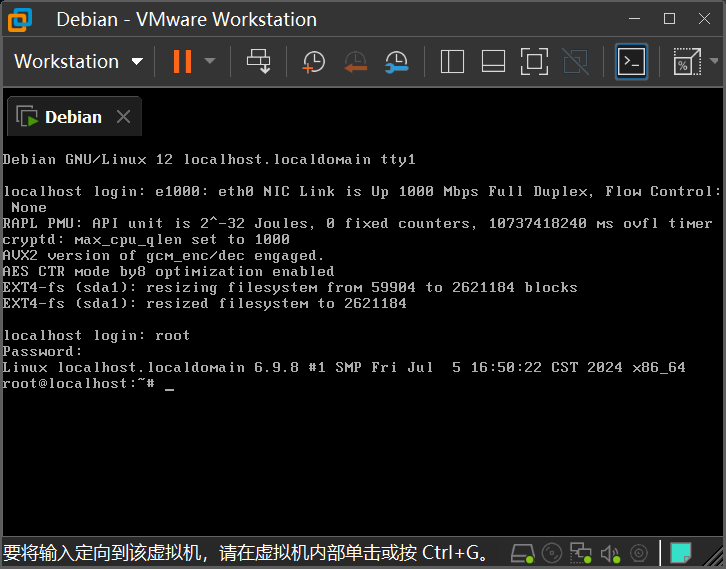 Debian - VMware Workstation
Workstation
Debian
Debian GNU/Linux 12 localhost.localdomain tty1
localhost login: e1000: eth0 NIC Link is Up 1000 Mbps Full Duplex, Flow Control:
 None
RAPL PMU: API unit is 2^-32 Joules, 0 fixed counters, 10737418240 ms ovfl timer
cryptd: max_cpu_qlen set to 1000
AVX2 version of gcm_enc/dec engaged.
AES CTR mode by8 optimization enabled
EXT4-fs (sda1): resizing filesystem from 59904 to 2621184 blocks
EXT4-fs (sda1): resized filesystem to 2621184
localhost login: root
Password:
Linux localhost.localdomain 6.9.8 #1 SMP Fri Jul  5 16:50:22 CST 2024 x86_64
root@localhost:~# _
要将输入定向到该虚拟机，请在虚拟机内部单击或按 Ctrl+G。